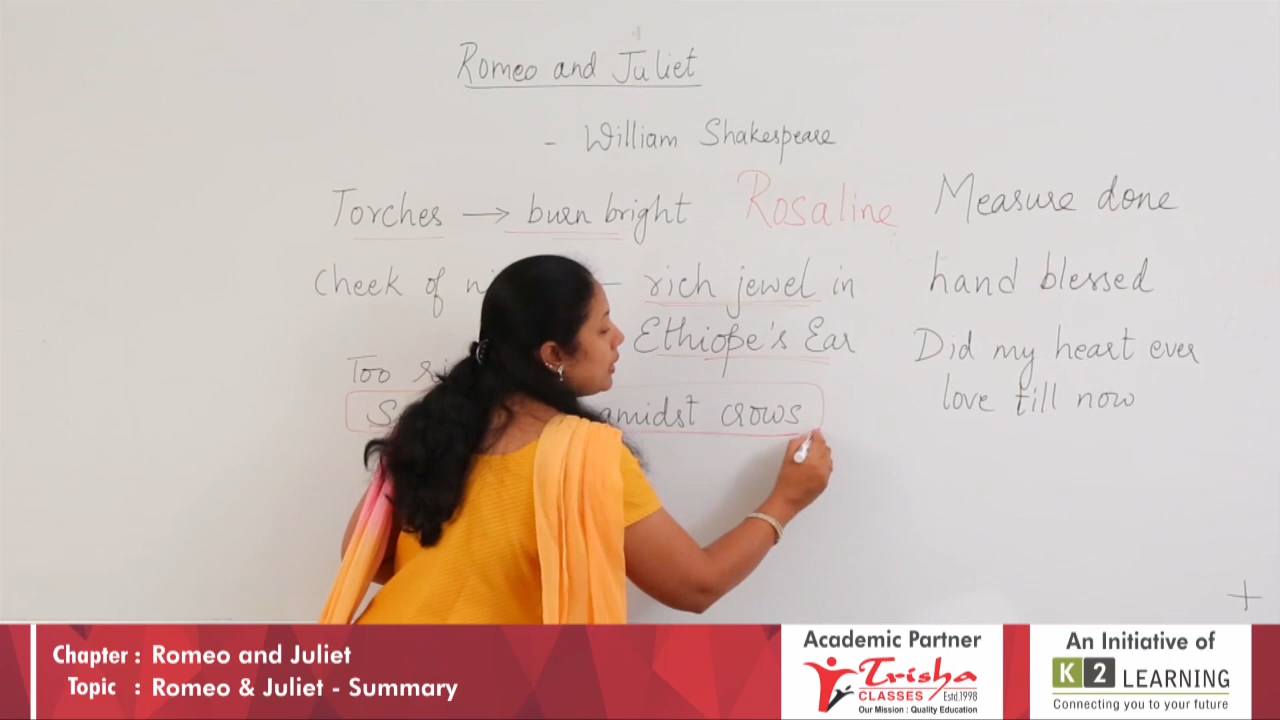 Romeo and Juliet
- William Shakespeare
Torches → burn bright
Rosaline
Cheek of — rich jewel in
Ethiope's Ear
Too
amidst crows
Measure done
hand blessed
Did my heart ever
love till now
Chapter : Romeo and Juliet
Topic : Romeo & Juliet - Summary
Academic Partner
Trisha
CLASSES Estd.1998
Our Mission : Quality Education
An Initiative of
K2 LEARNING
Connecting you to your future